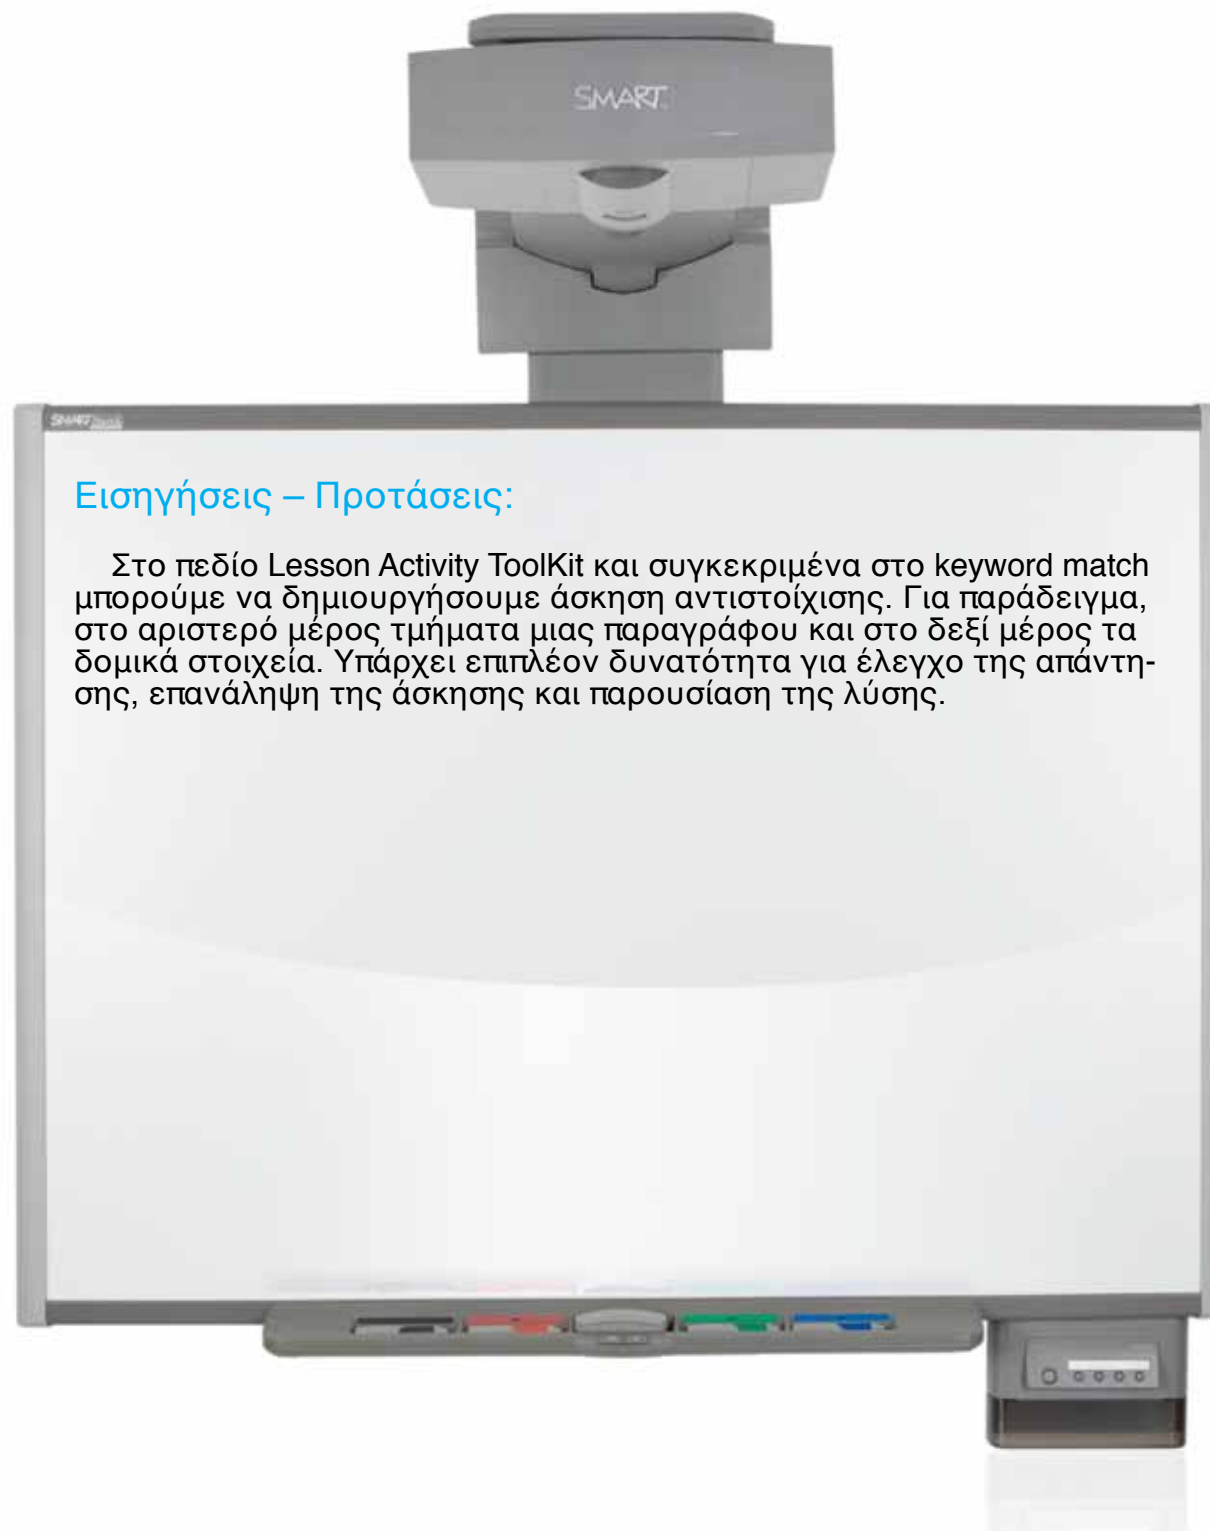 SMART
SMART
Εισηγήσεις – Προτάσεις:
Στο πεδίο Lesson Activity ToolKit και συγκεκριμένα στο keyword match
μπορούμε να δημιουργήσουμε άσκηση αντιστοίχισης. Για παράδειγμα,
στο αριστερό μέρος τμήματα μιας παραγράφου και στο δεξί μέρος τα
δομικά στοιχεία. Υπάρχει επιπλέον δυνατότητα για έλεγχο της απάντη-
σης, επανάληψη της άσκησης και παρουσίαση της λύσης.